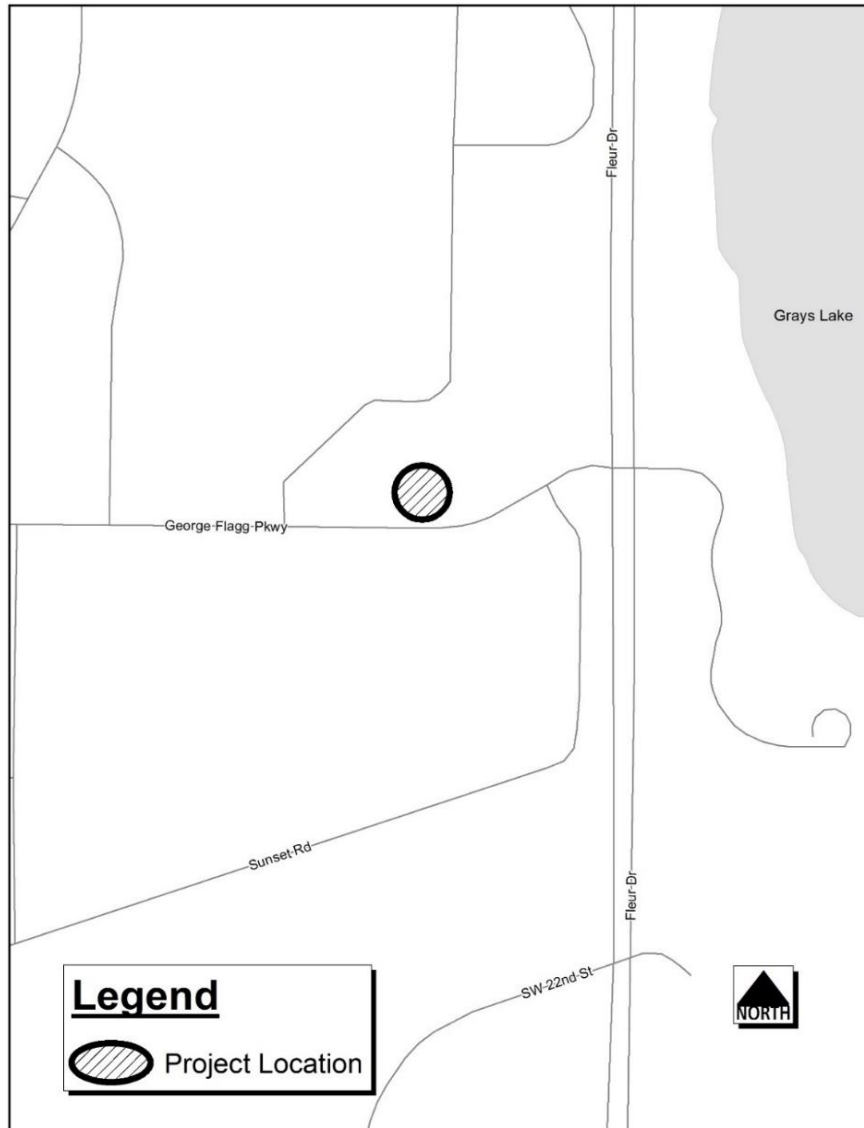 Fleur Dr
Grays Lake
George Flagg Pkwy
Sunset Rd
Fleur Dr
SW 22nd St
Legend
Project Location
NORTH